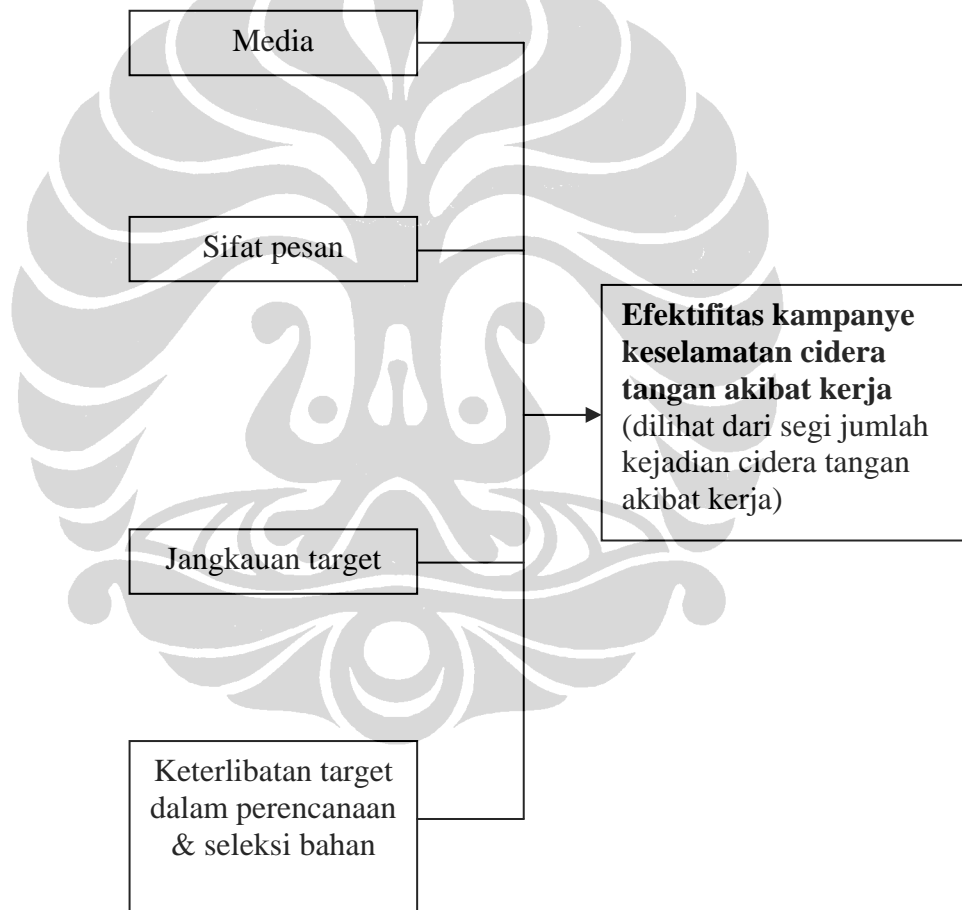 Media
Sifat pesan
Efektifitas kampanye
keselamatan cidera
tangan akibat kerja
(dilihat dari segi jumlah
kejadian cidera tangan
akibat kerja)
Jangkauan target
Keterlibatan target
dalam perencanaan
& seleksi bahan